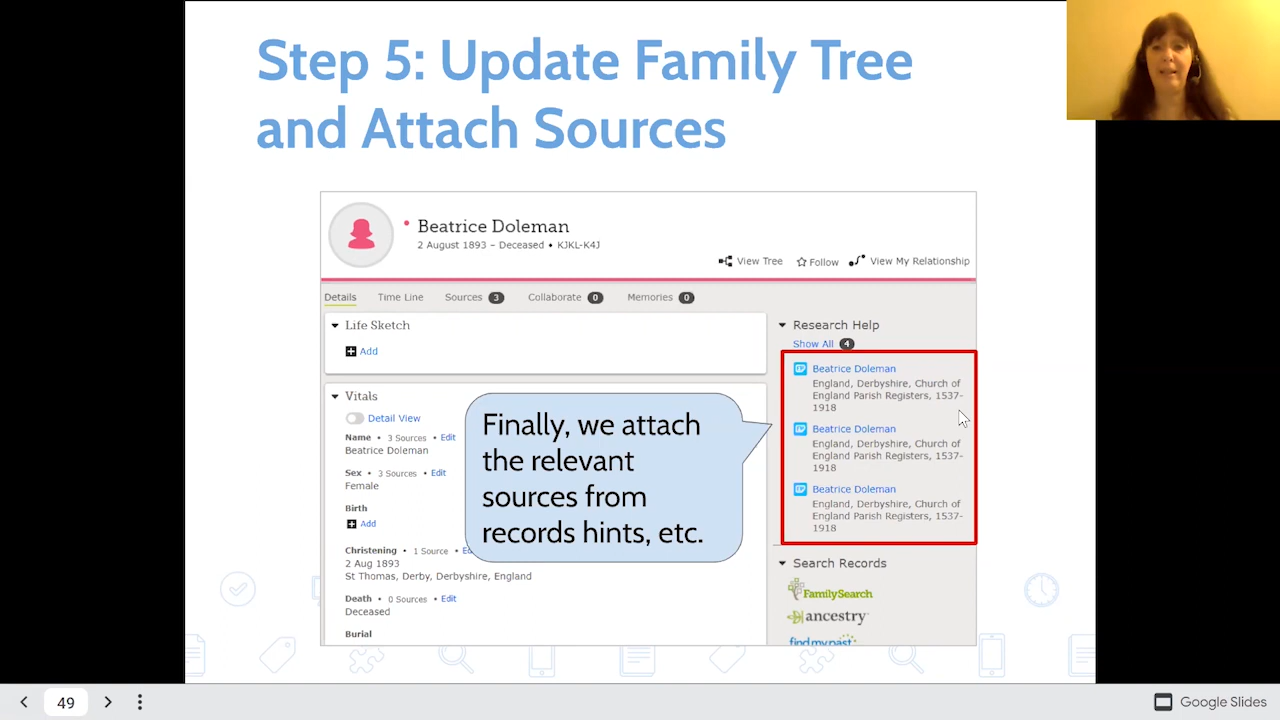 Step 5: Update Family Tree
and Attach Sources
Beatrice Doleman
2 August 1893 – Deceased • KJKL-K4J
View Tree
Follow
View My Relationship
Details
Time Line
Sources 3
Collaborate 0
Memories 0
Life Sketch
Add
Vitals
Detail View
Name • 3 Sources • Edit
Beatrice Doleman
Sex • 3 Sources • Edit
Female
Birth
Add
Christening • 1 Source •
2 Aug 1893
St Thomas, Derby, Derbyshire, England
Death • 0 Sources • Edit
Deceased
Burial
Finally, we attach
the relevant
sources from
records hints, etc.
Research Help
Show All 4
Beatrice Doleman
England, Derbyshire, Church of
England Parish Registers, 1537-
1918
Beatrice Doleman
England, Derbyshire, Church of
England Parish Registers, 1537-
1918
Beatrice Doleman
England, Derbyshire, Church of
England Parish Registers, 1537-
1918
Search Records
FamilySearch
ancestry
findmypast
49
Google Slides